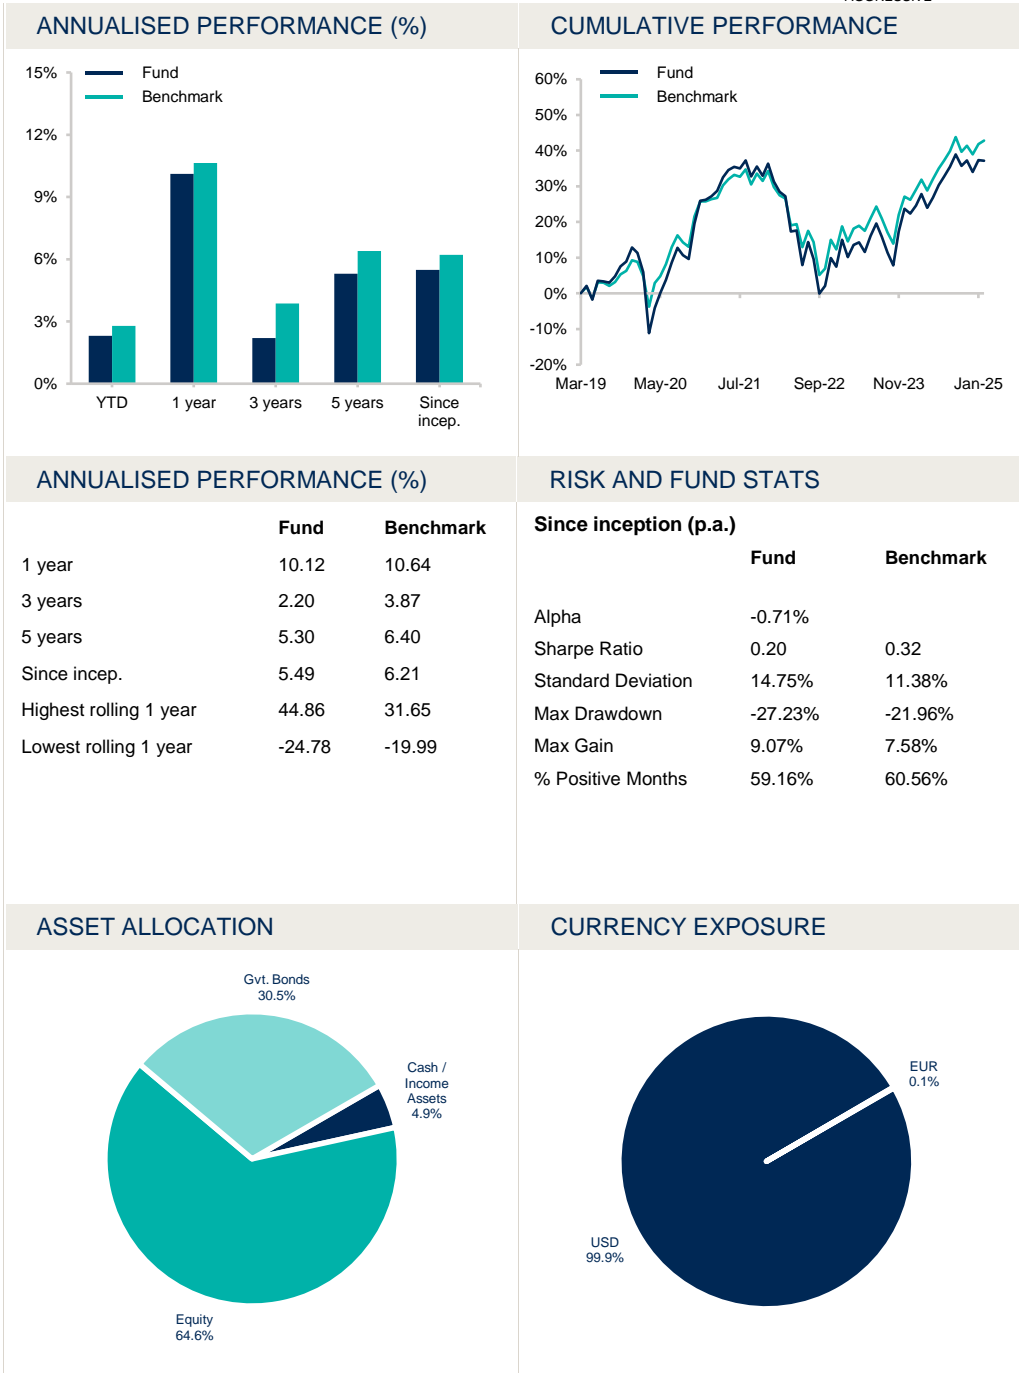 ANNUALISED PERFORMANCE (%)
Fund
Benchmark
15%
12%
9%
6%
3%
0%
YTD
1 year
3 years
5 years
Since
incep.
CUMULATIVE PERFORMANCE
Fund
Benchmark
60%
50%
40%
30%
20%
10%
0%
-10%
-20%
Mar-19
May-20
Jul-21
Sep-22
Nov-23
Jan-25
ANNUALISED PERFORMANCE (%)
Fund Benchmark
1 year 10.12 10.64
3 years 2.20 3.87
5 years 5.30 6.40
Since incep. 5.49 6.21
Highest rolling 1 year 44.86 31.65
Lowest rolling 1 year -24.78 -19.99
RISK AND FUND STATS
Since inception (p.a.)
Fund Benchmark
Alpha -0.71%
Sharpe Ratio 0.20 0.32
Standard Deviation 14.75% 11.38%
Max Drawdown -27.23% -21.96%
Max Gain 9.07% 7.58%
% Positive Months 59.16% 60.56%
ASSET ALLOCATION
Gvt. Bonds
30.5%
Cash /
Income
Assets
4.9%
Equity
64.6%
CURRENCY EXPOSURE
EUR
0.1%
USD
99.9%